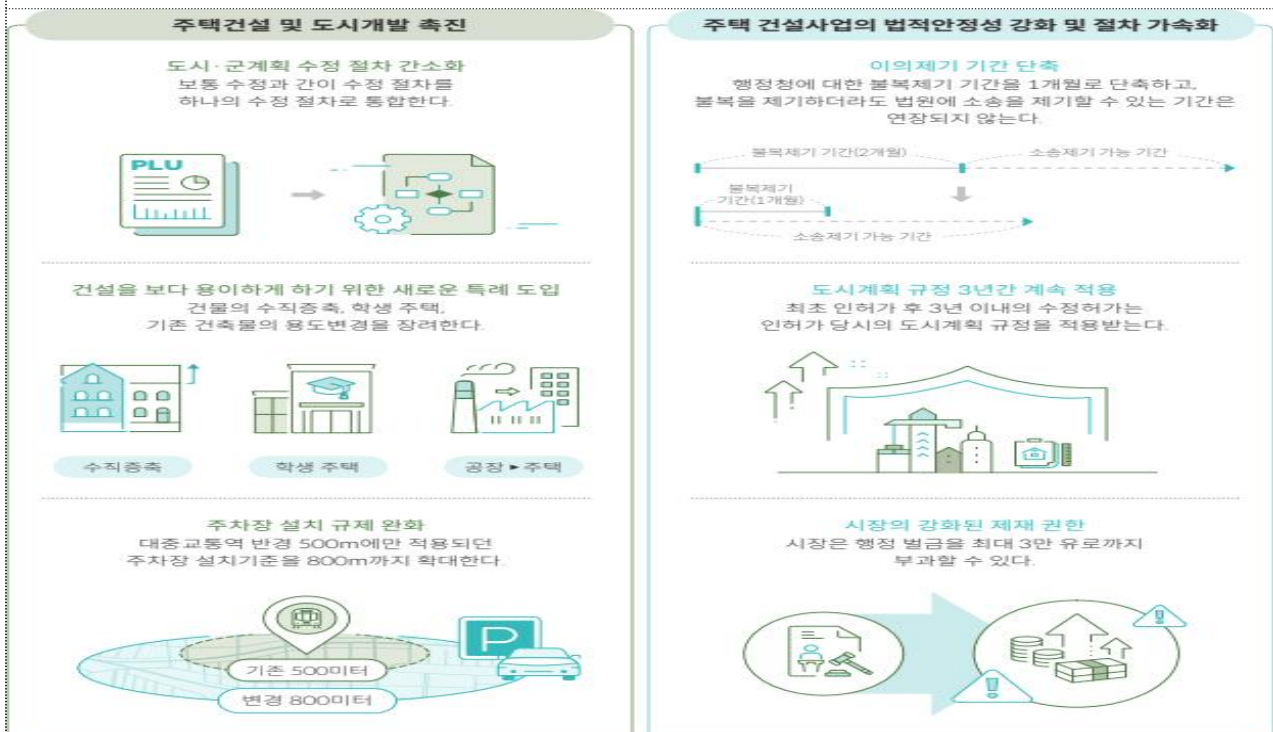 주택건설 및 도시개발 촉진
도시·군계획 수정 절차 간소화
보통 수정과 간이 수정 절차를
하나의 수정 절차로 통합한다.
PLU
건설을 보다 용이하게 하기 위한 새로운 특례 도입
건물의 수직증축, 학생 주택,
기존 건축물의 용도변경을 장려한다.
수직증축
학생 주택
공장 ▶ 주택
주차장 설치 규제 완화
대중교통역 반경 500m에만 적용되던
주차장 설치기준을 800m까지 확대한다.
P
기존 500미터
변경 800미터
주택 건설사업의 법적안정성 강화 및 절차 가속화
이의제기 기간 단축
행정청에 대한 불복제기 기간을 1개월로 단축하고,
불복을 제기하더라도 법원에 소송을 제기할 수 있는 기간은
연장되지 않는다.
불복제기 기간(2개월)
소송제기 가능 기간
불복제기
기간(1개월)
소송제기 가능 기간
도시계획 규정 3년간 계속 적용
최초 인허가 후 3년 이내의 수정허가는
인허가 당시의 도시계획 규정을 적용받는다.
시장의 강화된 제재 권한
시장은 행정 벌금을 최대 3만 유로까지
부과할 수 있다.